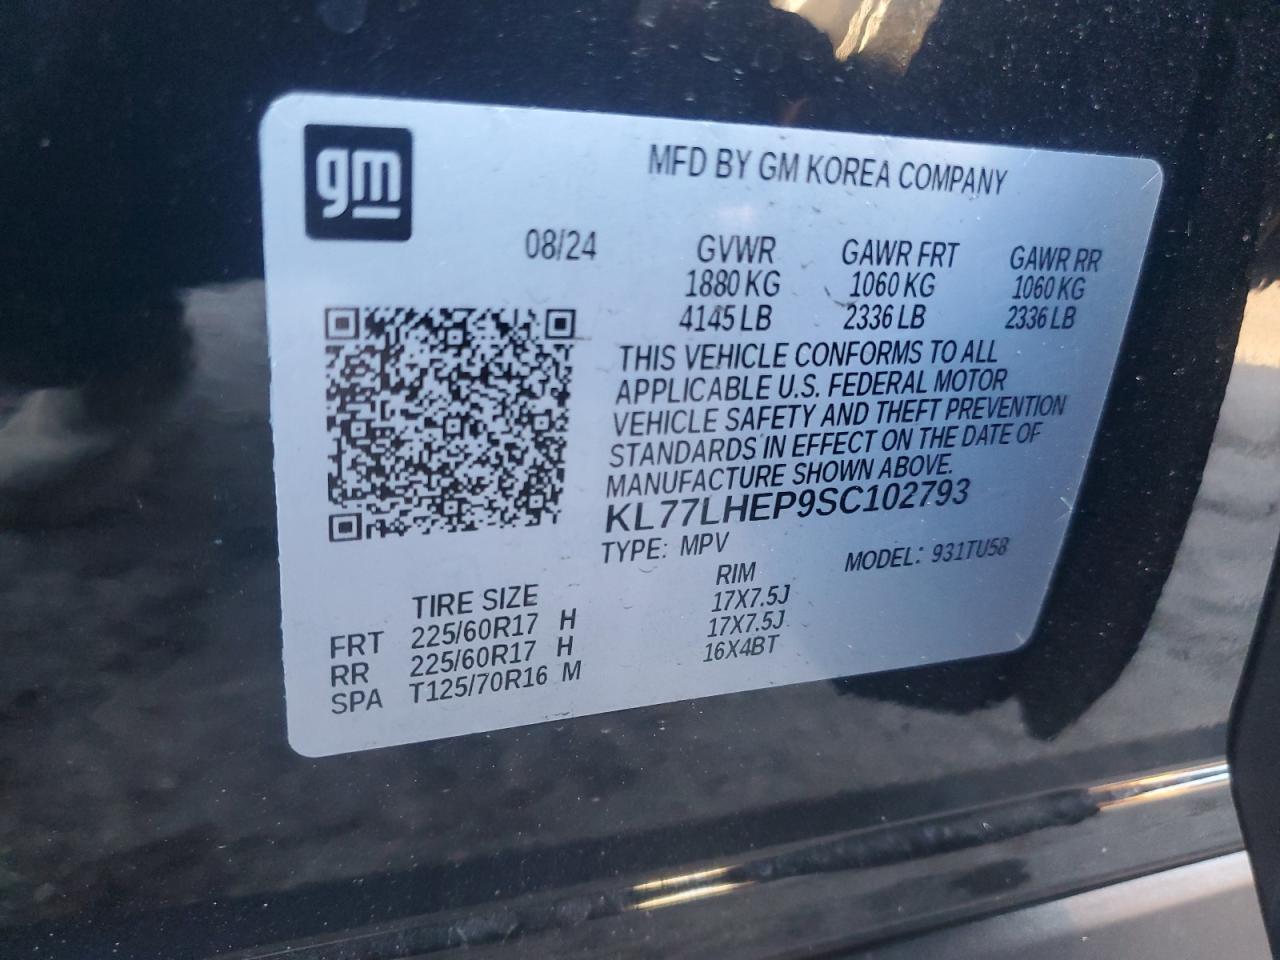 gm
MFD BY GM KOREA COMPANY
08/24 GVWR GAWR FRT GAWR RR
1880 KG 1060 KG 1060 KG
4145 LB 2336 LB 2336 LB
THIS VEHICLE CONFORMS TO ALL
APPLICABLE U.S. FEDERAL MOTOR
VEHICLE SAFETY AND THEFT PREVENTION
STANDARDS IN EFFECT ON THE DATE OF
MANUFACTURE SHOWN ABOVE.
KL77LHEP9SC102793
TYPE: MPV MODEL: 931TU58
TIRE SIZE RIM
FRT 225/60R17 H 17X7.5J
RR 225/60R17 H 17X7.5J
SPA T125/70R16 M 16X4BT